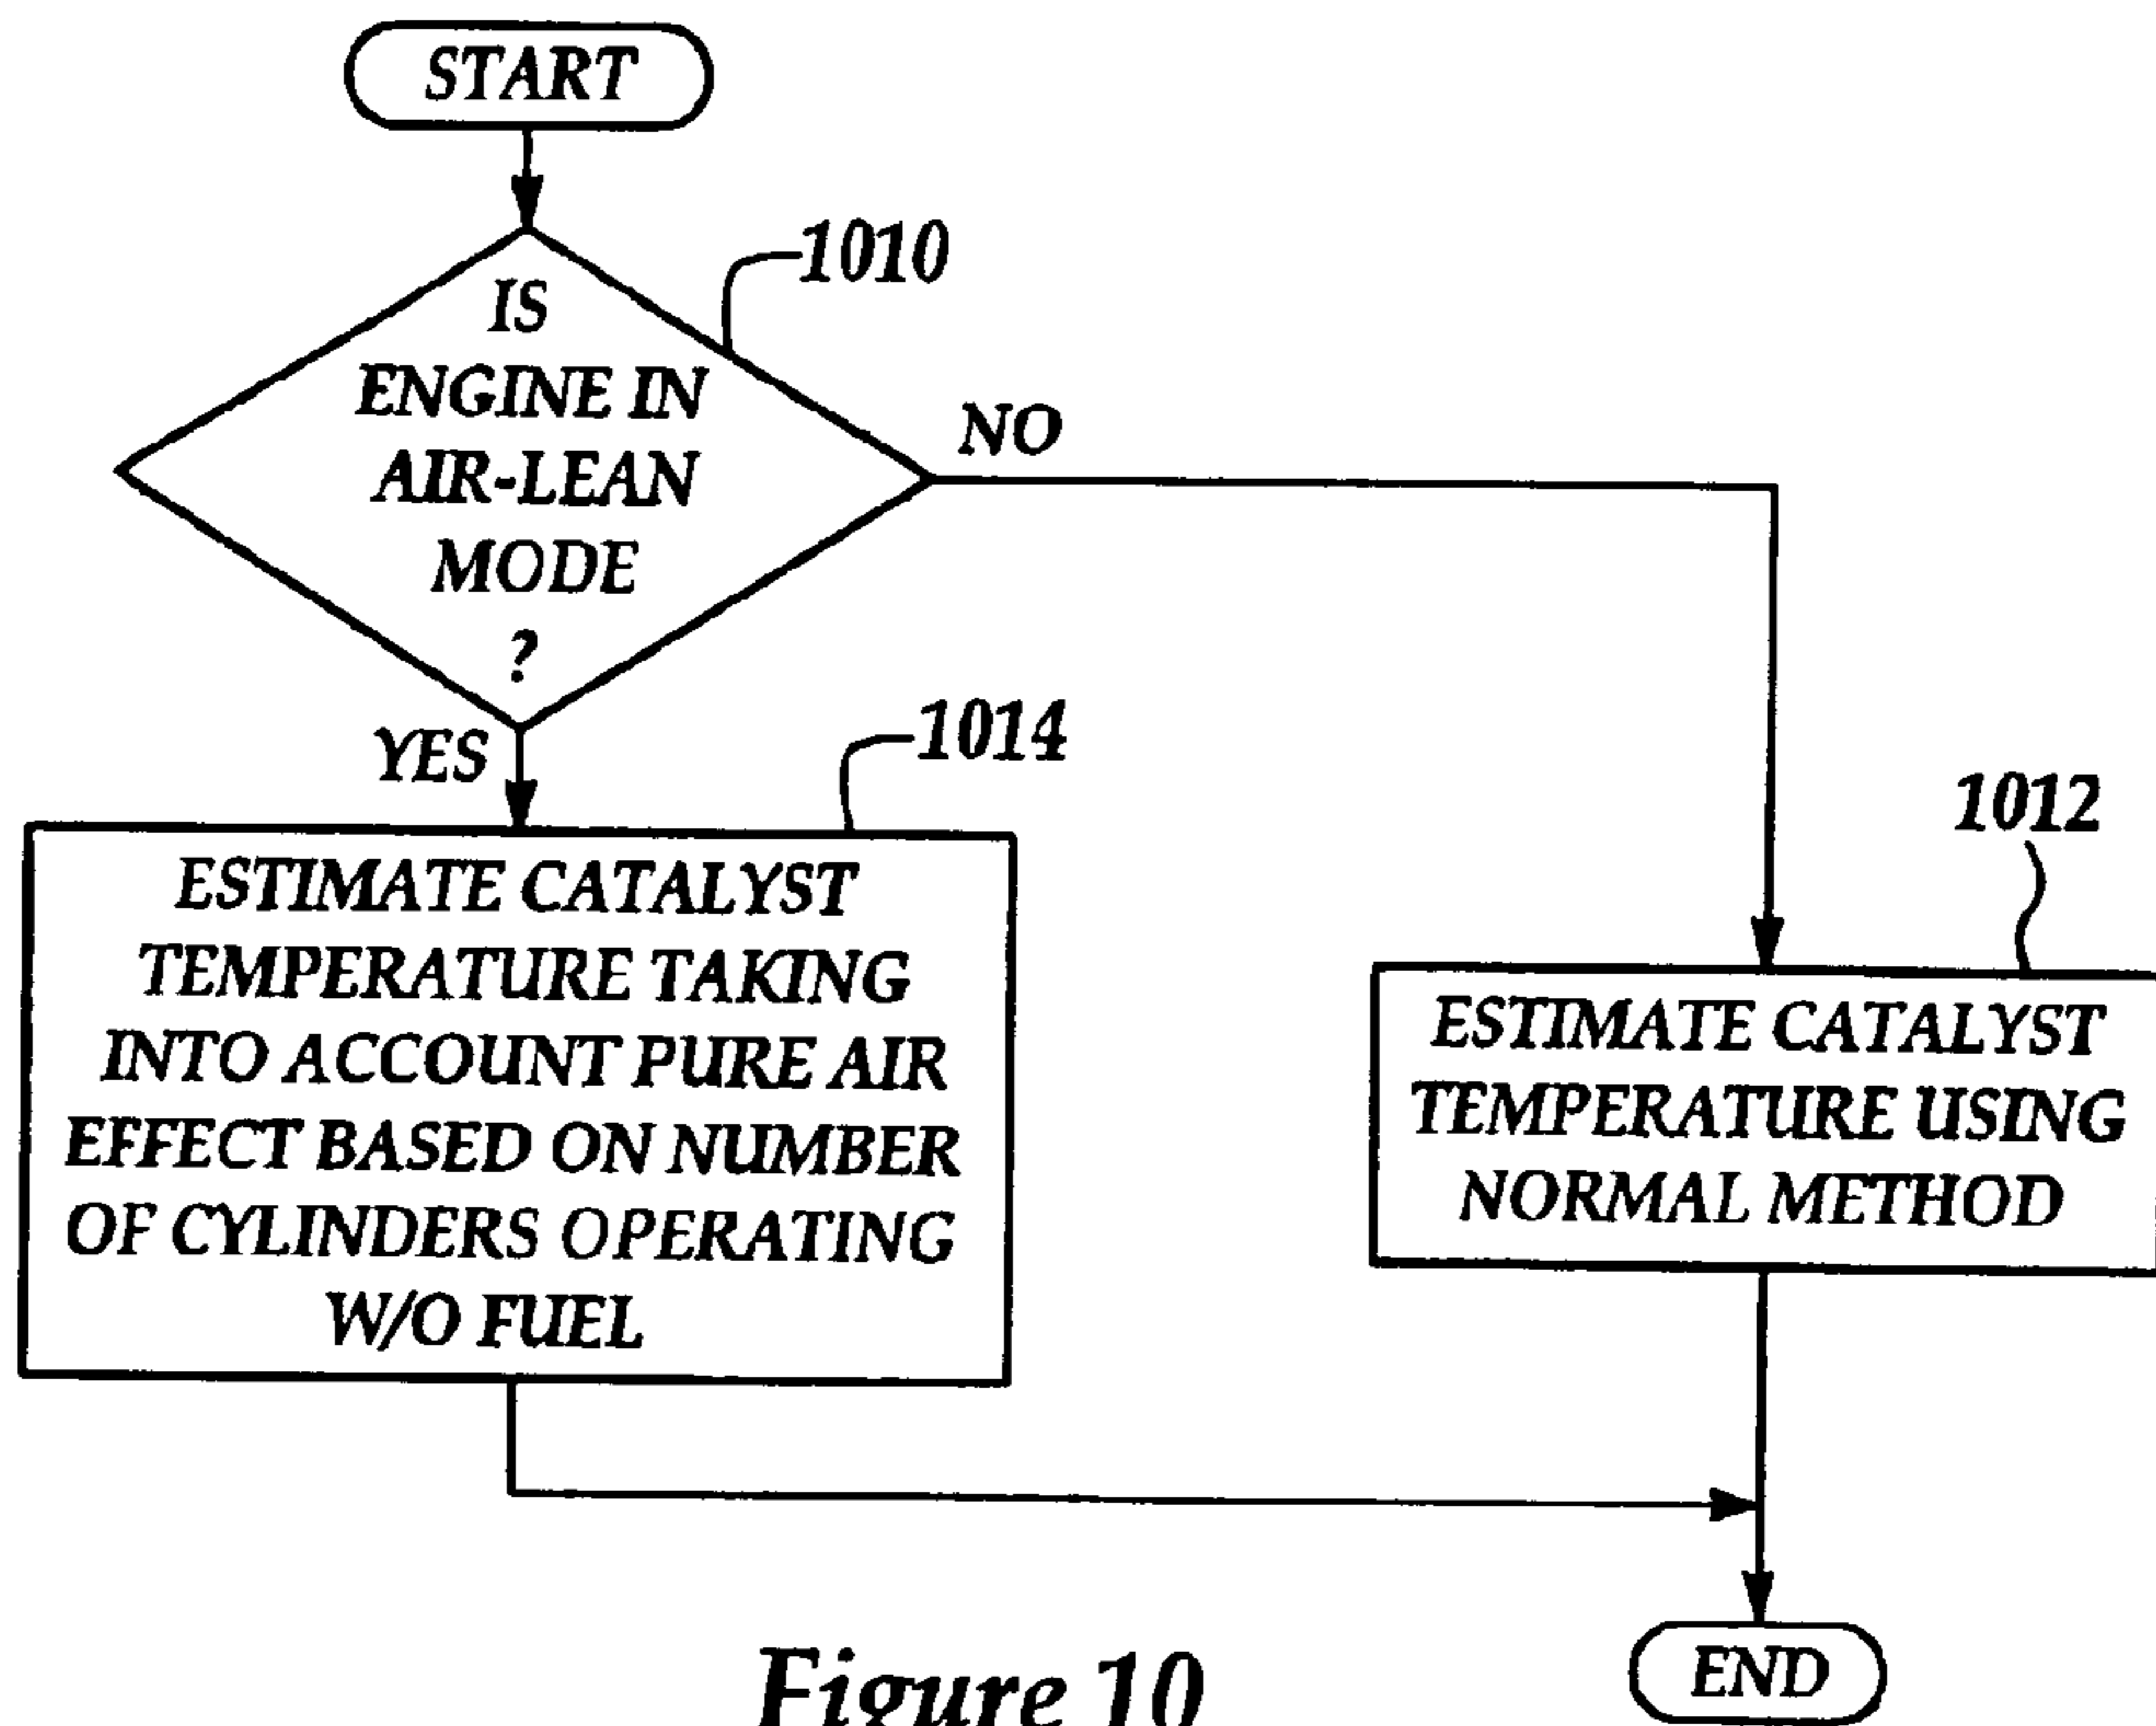 START
1010
IS
ENGINE IN
AIR-LEAN
MODE
?
NO
YES
1014
ESTIMATE CATALYST
TEMPERATURE TAKING
INTO ACCOUNT PURE AIR
EFFECT BASED ON NUMBER
OF CYLINDERS OPERATING
W/O FUEL
1012
ESTIMATE CATALYST
TEMPERATURE USING
NORMAL METHOD
END
Figure 10